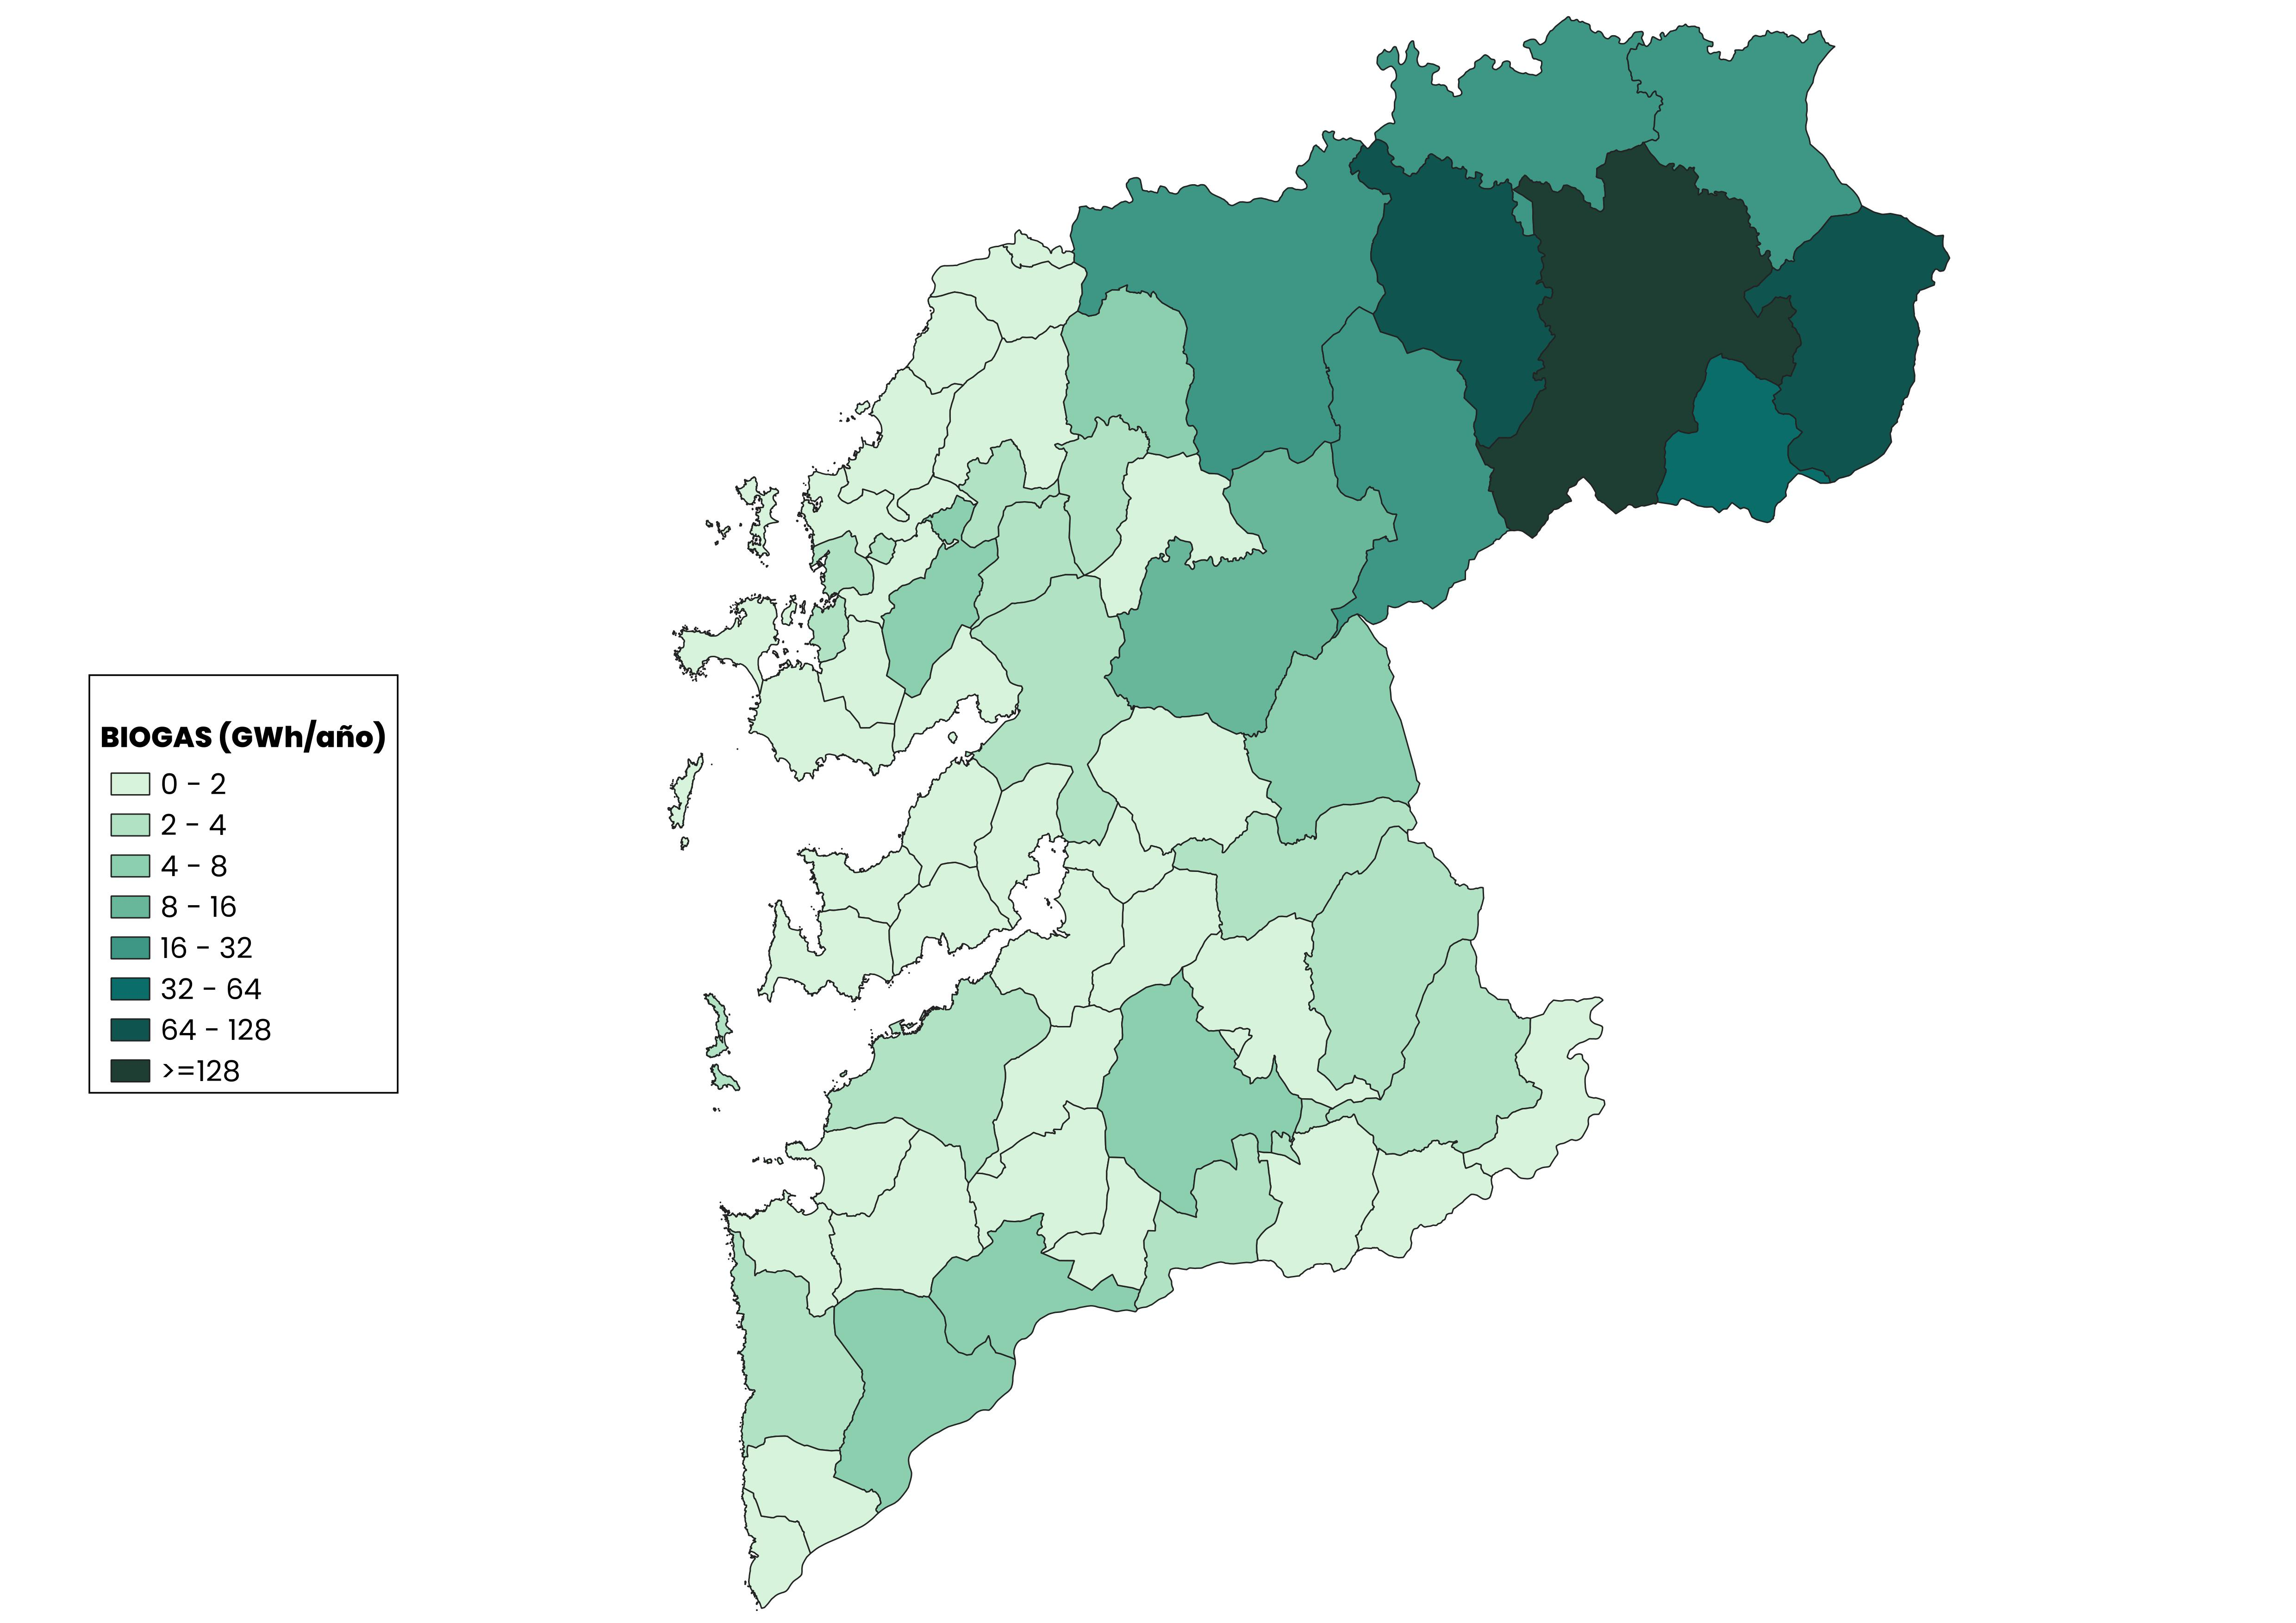 BIOGAS (GWh/año)
0 - 2
2 - 4
4 - 8
8 - 16
16 - 32
32 - 64
64 - 128
>=128